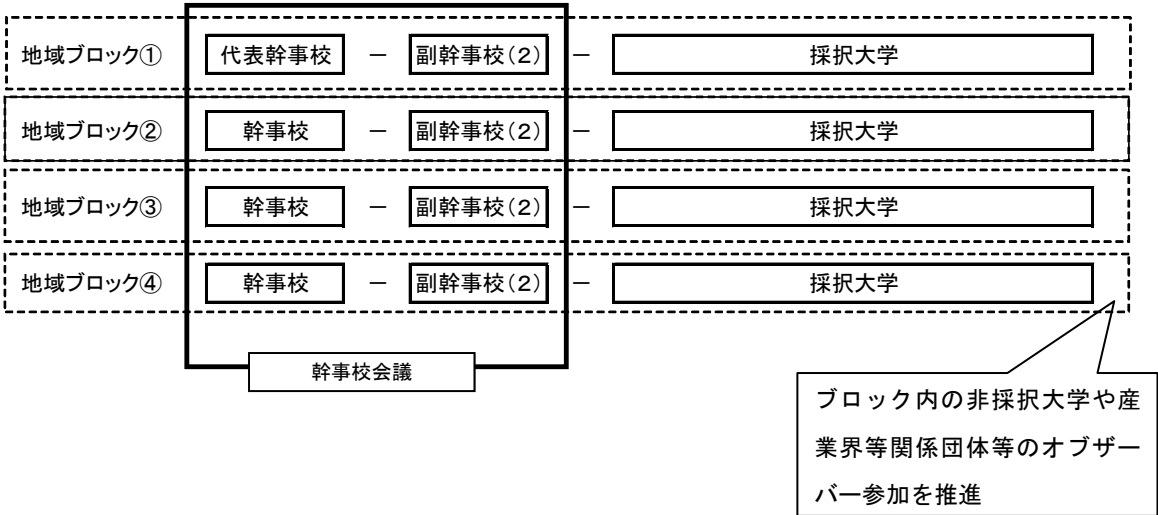 地域ブロック① 代表幹事校 － 副幹事校(２) － 採択大学
地域ブロック② 幹事校 － 副幹事校(２) － 採択大学
地域ブロック③ 幹事校 － 副幹事校(２) － 採択大学
地域ブロック④ 幹事校 － 副幹事校(２) － 採択大学
幹事校会議
ブロック内の非採択大学や産
業界等関係団体等のオブザー
バー参加を推進